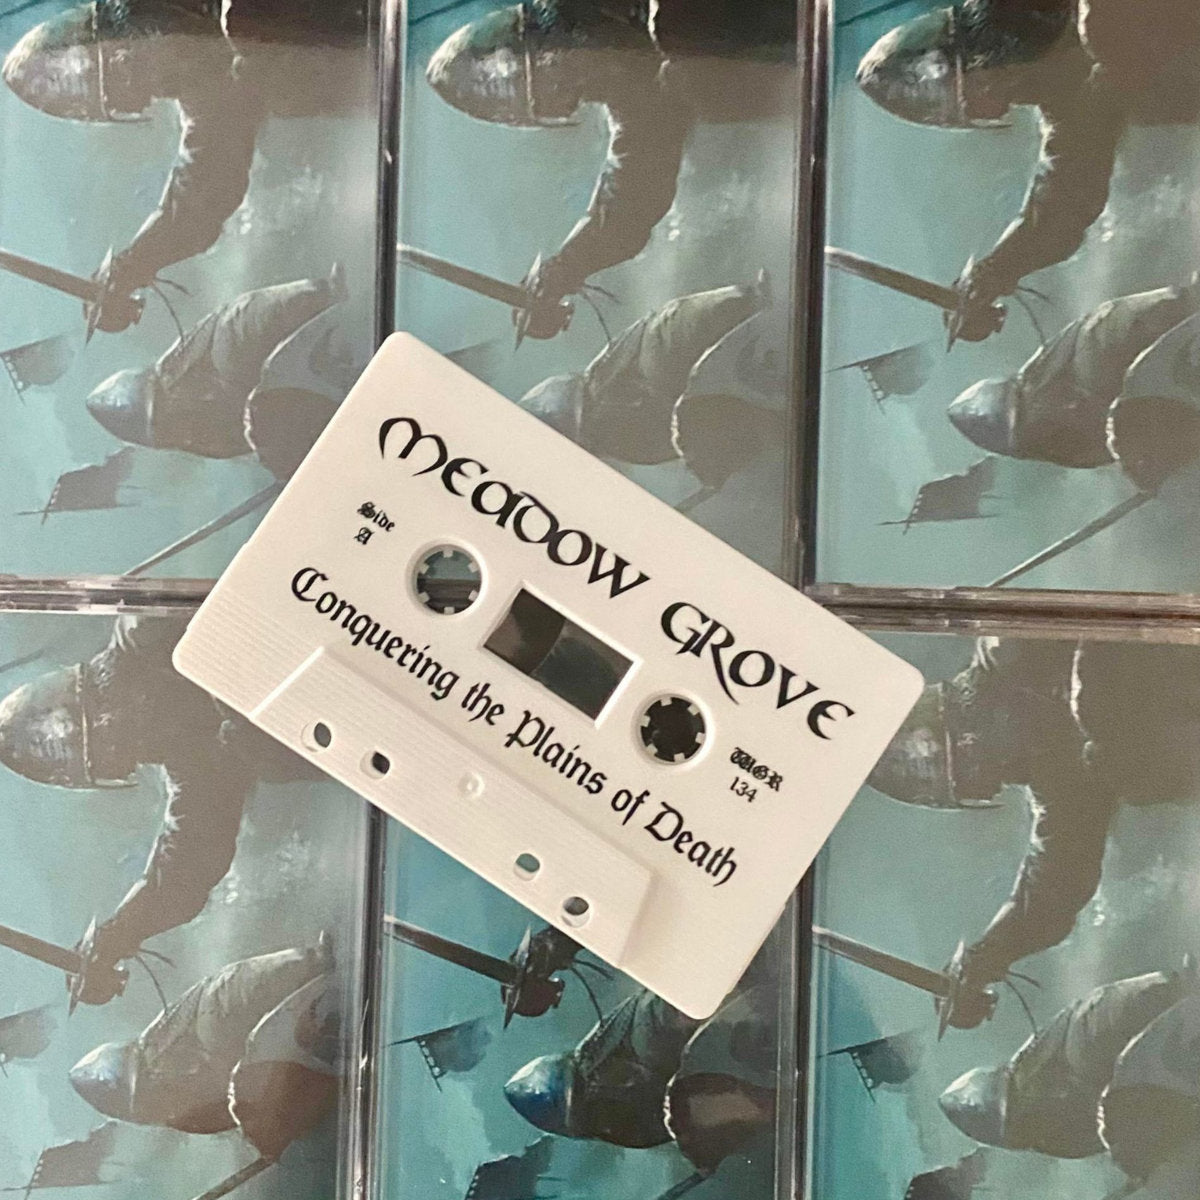 MEADOW GROVE
Side
A
Conquering the Plains of Death
WGR
134